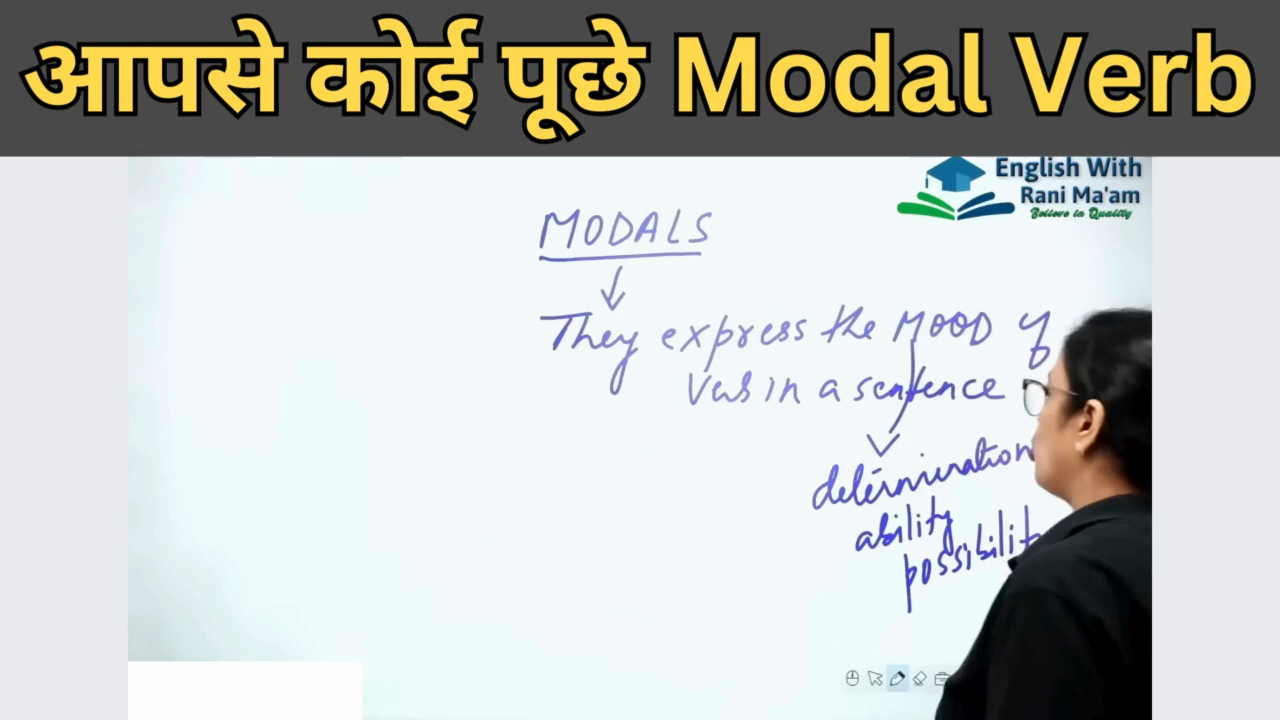 आपसे कोई पूछे Modal Verb
English With
Rani Ma'am
Believe in Quality
MODALS
They express the MOOD of
verb in a sentence
determination
ability
possibility